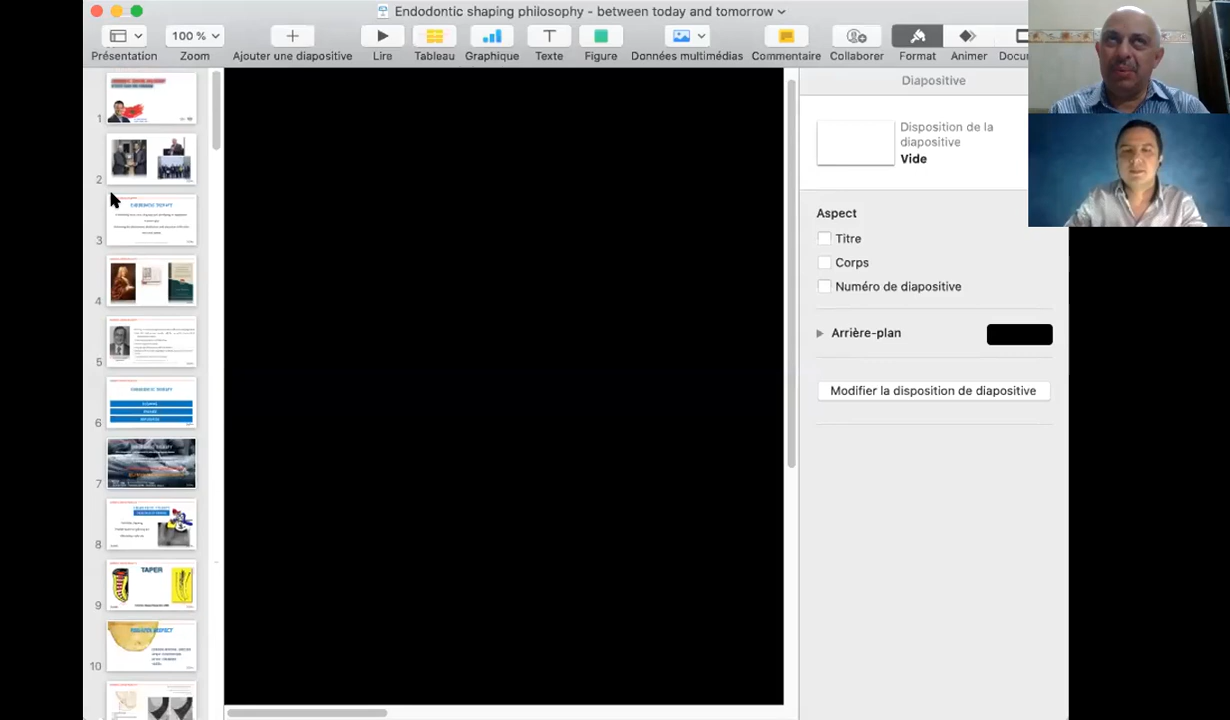 Endodontic shaping philosophy - between today and tomorrow
100 %
Présentation
Zoom
Ajouter une diapositive
Lire
Tableau
Graphique
Texte
Figure
Données multimédias
Commentaire
Collaborer
Format
Animer
Docu
Diapositive
Disposition de la
diapositive
Vide
Aspect
Titre
Corps
Numéro de diapositive
Arrière-plan
Modifier la disposition de diapositive
1
2
3
4
5
6
7
8
TAPER
9
10